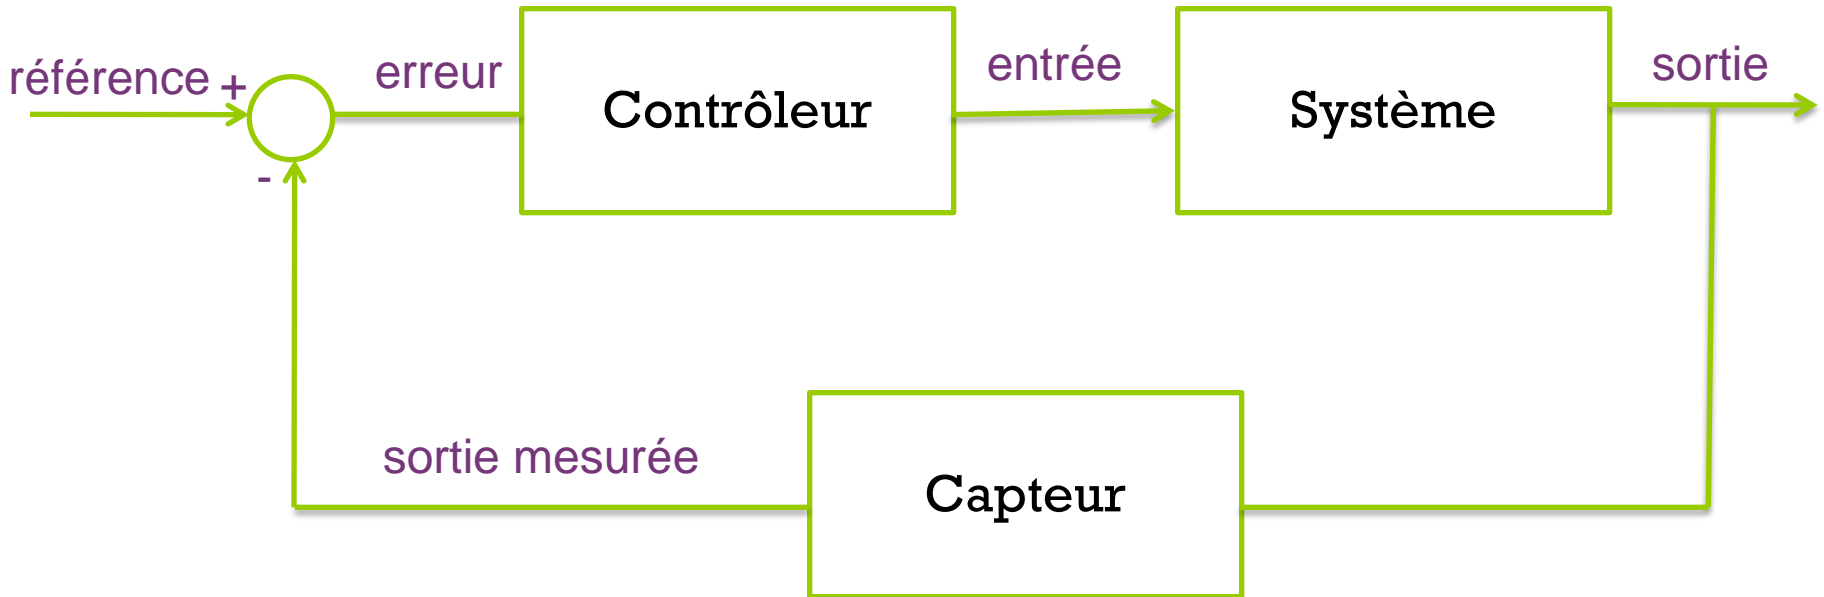 référence
+
-
erreur
Contrôleur
entrée
Système
sortie
sortie mesurée
Capteur